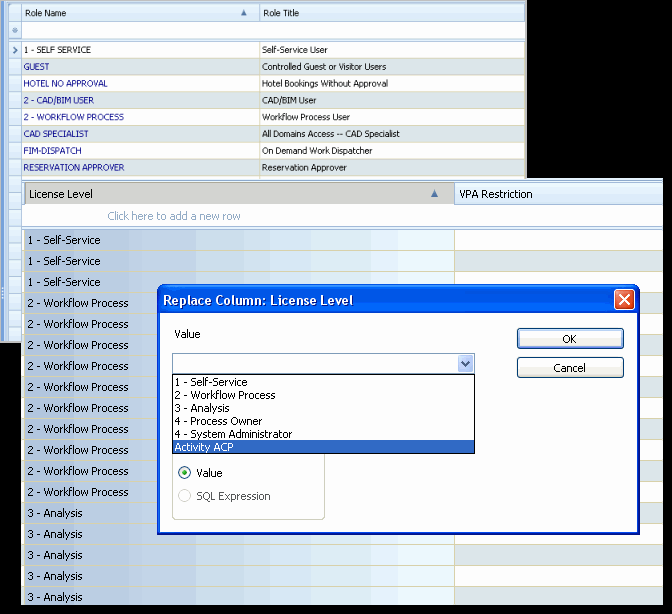 Role Name Role Title
1 - SELF SERVICE Self-Service User
GUEST Controlled Guest or Visitor Users
HOTEL NO APPROVAL Hotel Bookings Without Approval
2 - CAD/BIM USER CAD/BIM User
2 - WORKFLOW PROCESS Workflow Process User
CAD SPECIALIST All Domains Access -- CAD Specialist
FIM-DISPATCH On Demand Work Dispatcher
RESERVATION APPROVER Reservation Approver
License Level VPA Restriction
Click here to add a new row
1 - Self-Service
1 - Self-Service
1 - Self-Service
2 - Workflow Process
2 - Workflow Process
2 - Workflow Process
2 - Workflow Process
2 - Workflow Process
2 - Workflow Process
2 - Workflow Process
2 - Workflow Process
2 - Workflow Process
2 - Workflow Process
3 - Analysis
3 - Analysis
3 - Analysis
3 - Analysis
3 - Analysis
Replace Column: License Level
Value
OK
Cancel
1 - Self-Service
2 - Workflow Process
3 - Analysis
4 - Process Owner
4 - System Administrator
Activity ACP
Value
SQL Expression